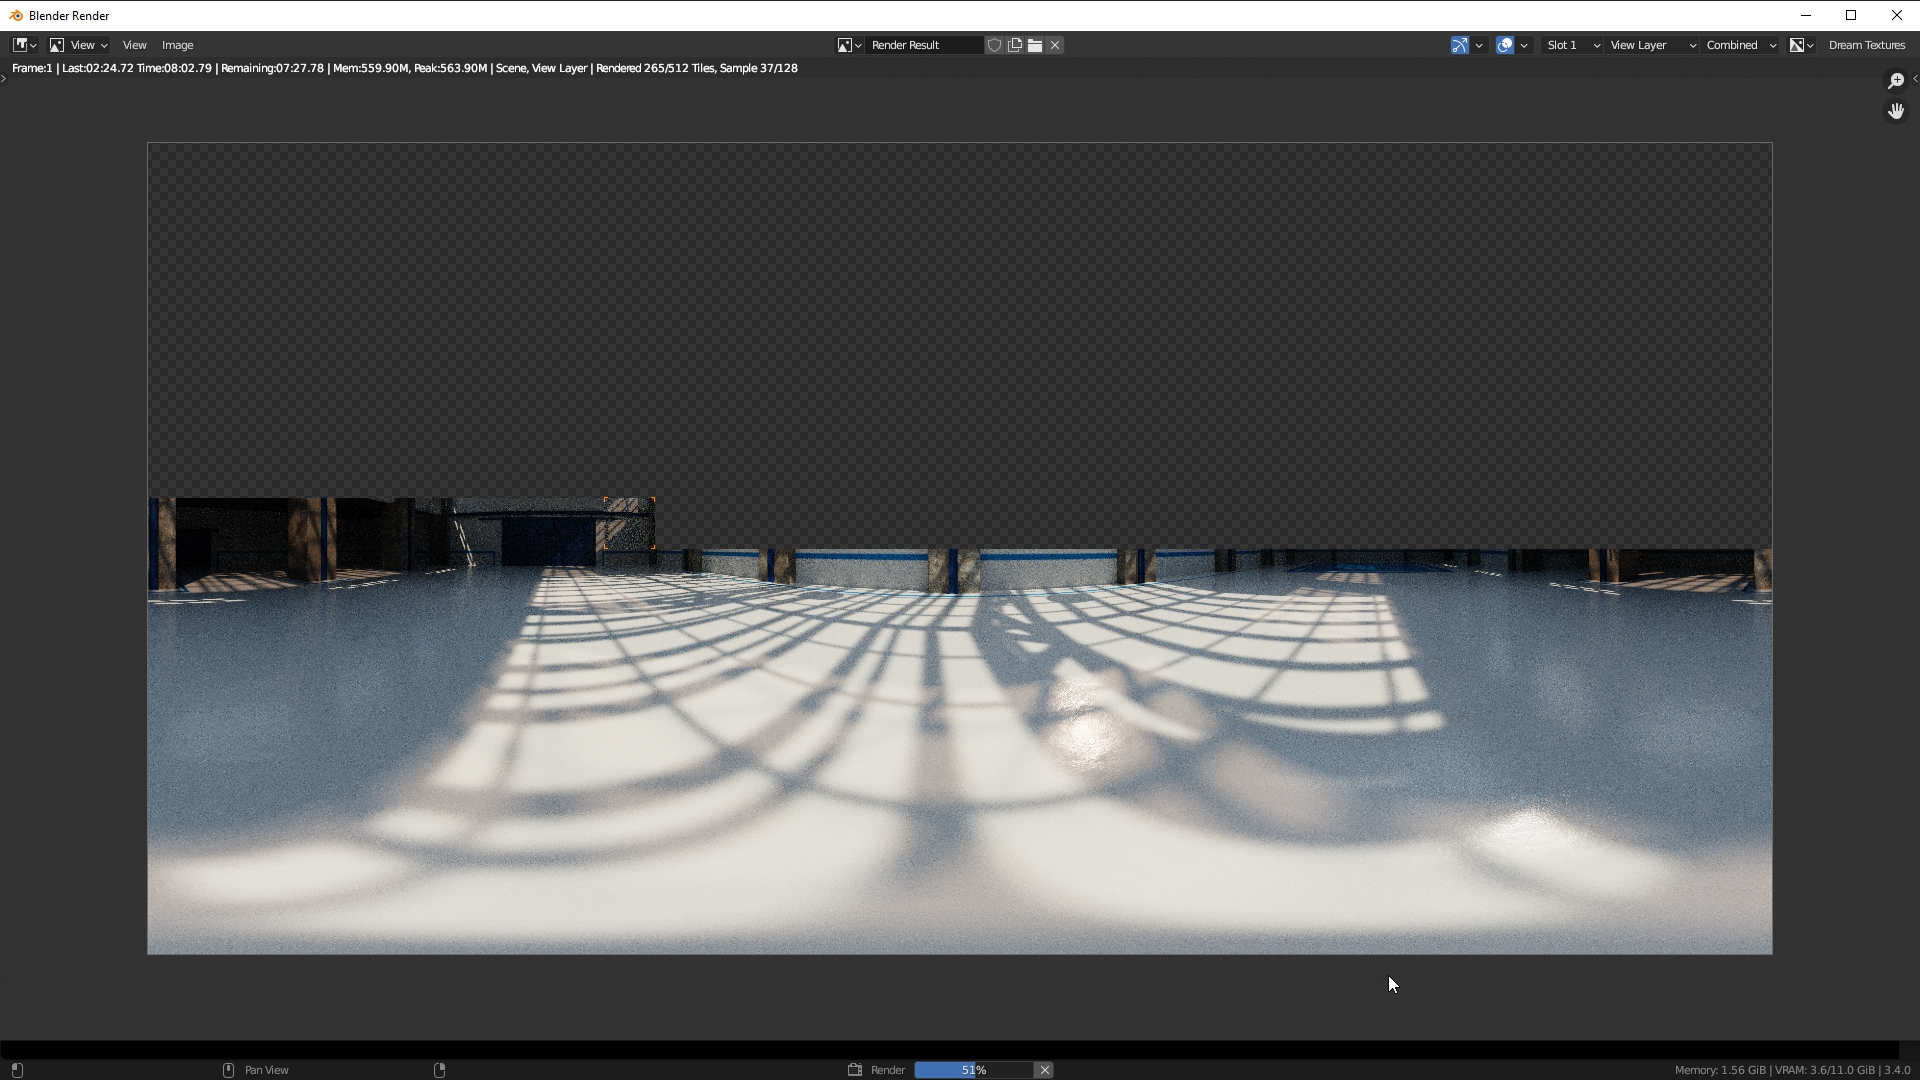 Blender Render
View View Image Render Result Slot 1 View Layer Combined Dream Textures
Frame:1 | Last:02:24.72 Time:08:02.79 | Remaining:07:27.78 | Mem:559.90M, Peak:563.90M | Scene, View Layer | Rendered 265/512 Tiles, Sample 37/128
Pan View Render 51% Memory: 1.56 GiB | VRAM: 3.6/11.0 GiB | 3.4.0